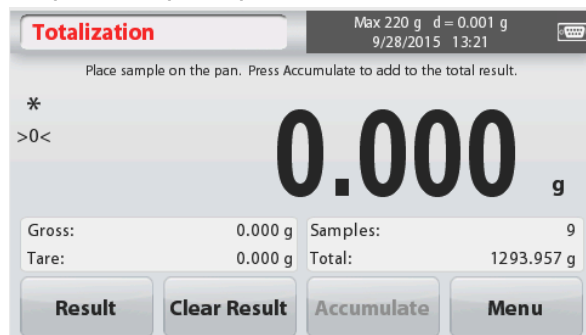 Totalization
Max 220 g d = 0.001 g
9/28/2015 13:21
Place sample on the pan. Press Accumulate to add to the total result.
*
>0<
0.000 g
Gross: 0.000 g Samples: 9
Tare: 0.000 g Total: 1293.957 g
Result Clear Result Accumulate Menu